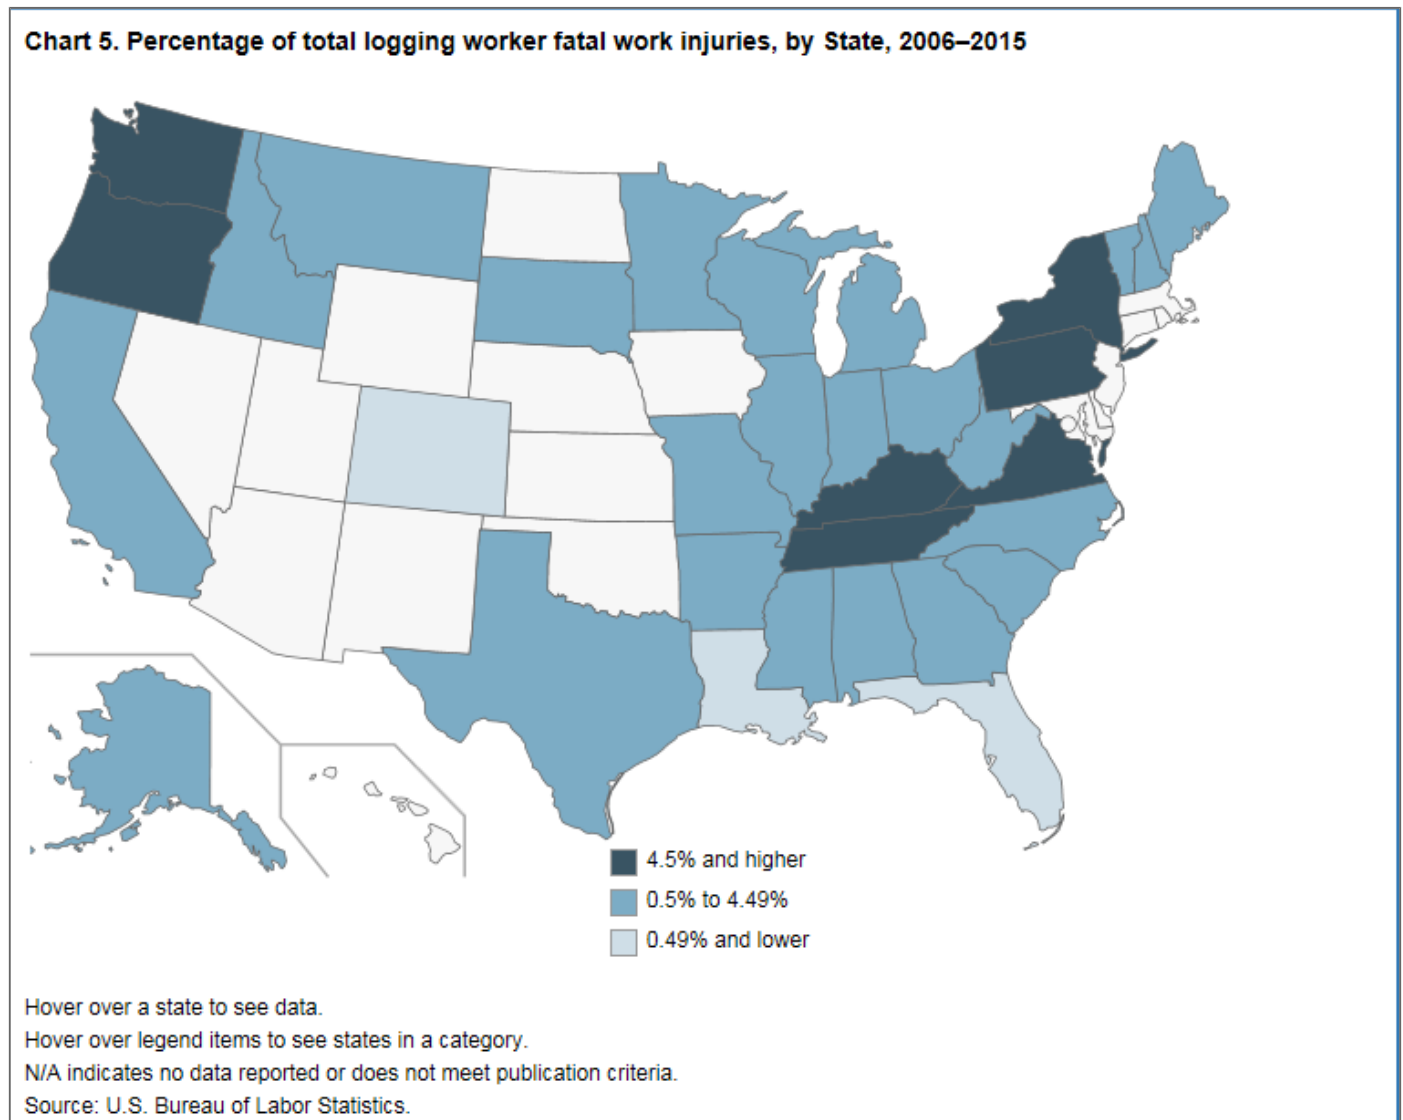 Chart 5. Percentage of total logging worker fatal work injuries, by State, 2006–2015
4.5% and higher
0.5% to 4.49%
0.49% and lower
Hover over a state to see data.
Hover over legend items to see states in a category.
N/A indicates no data reported or does not meet publication criteria.
Source: U.S. Bureau of Labor Statistics.